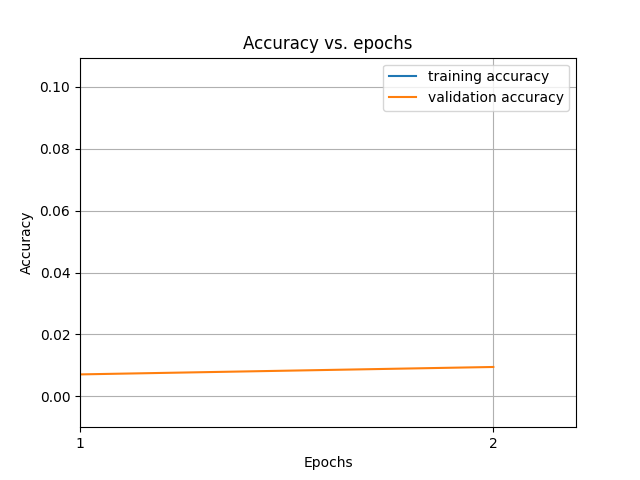 Accuracy vs. epochs
training accuracy
validation accuracy
0.10
0.08
0.06
0.04
0.02
0.00
Accuracy
1
2
Epochs